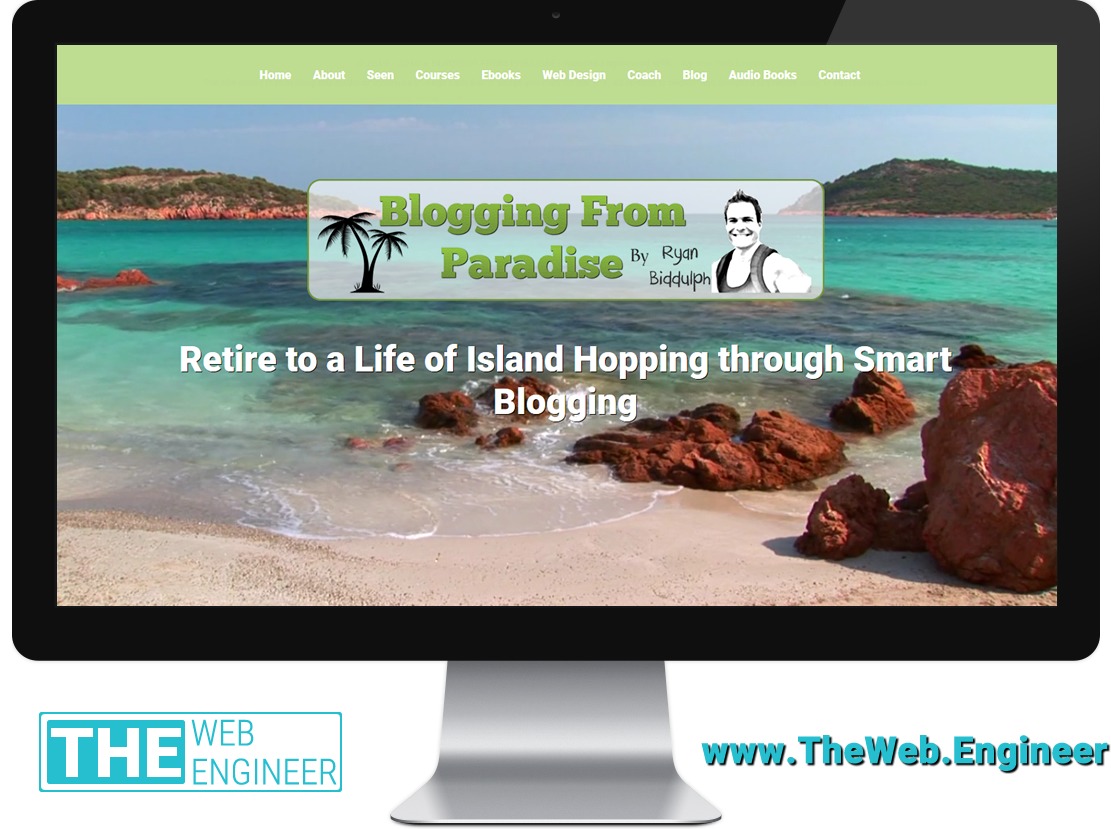 Home About Seen Courses Ebooks Web Design Coach Blog Audio Books Contact
Blogging From
Paradise By Ryan
Biddulph
Retire to a Life of Island Hopping through Smart
Blogging
THE WEB
ENGINEER
www.TheWeb.Engineer